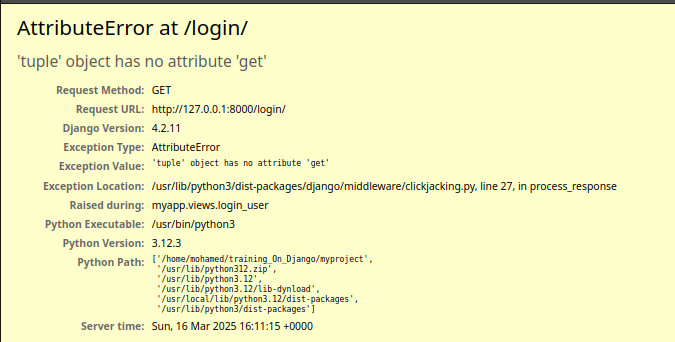 AttributeError at /login/
'tuple' object has no attribute 'get'
Request Method: GET
Request URL: http://127.0.0.1:8000/login/
Django Version: 4.2.11
Exception Type: AttributeError
Exception Value: 'tuple' object has no attribute 'get'
Exception Location: /usr/lib/python3/dist-packages/django/middleware/clickjacking.py, line 27, in process_response
Raised during: myapp.views.login_user
Python Executable: /usr/bin/python3
Python Version: 3.12.3
Python Path: ['/home/mohamed/training_On_Django/myproject',
'/usr/lib/python312.zip',
'/usr/lib/python3.12',
'/usr/lib/python3.12/lib-dynload',
'/usr/local/lib/python3.12/dist-packages',
'/usr/lib/python3/dist-packages']
Server time: Sun, 16 Mar 2025 16:11:15 +0000